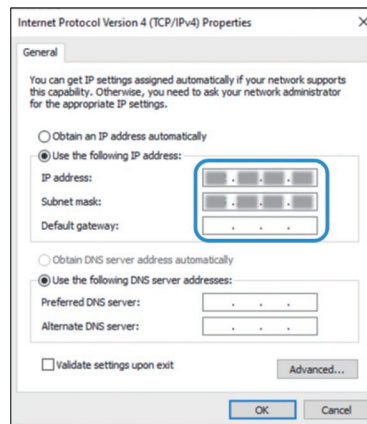 Internet Protocol Version 4 (TCP/IPv4) Properties
General
You can get IP settings assigned automatically if your network supports
this capability. Otherwise, you need to ask your network administrator
for the appropriate IP settings.
Obtain an IP address automatically
Use the following IP address:
IP address:
Subnet mask:
Default gateway:
Obtain DNS server address automatically
Use the following DNS server addresses:
Preferred DNS server:
Alternate DNS server:
Validate settings upon exit
Advanced...
OK Cancel